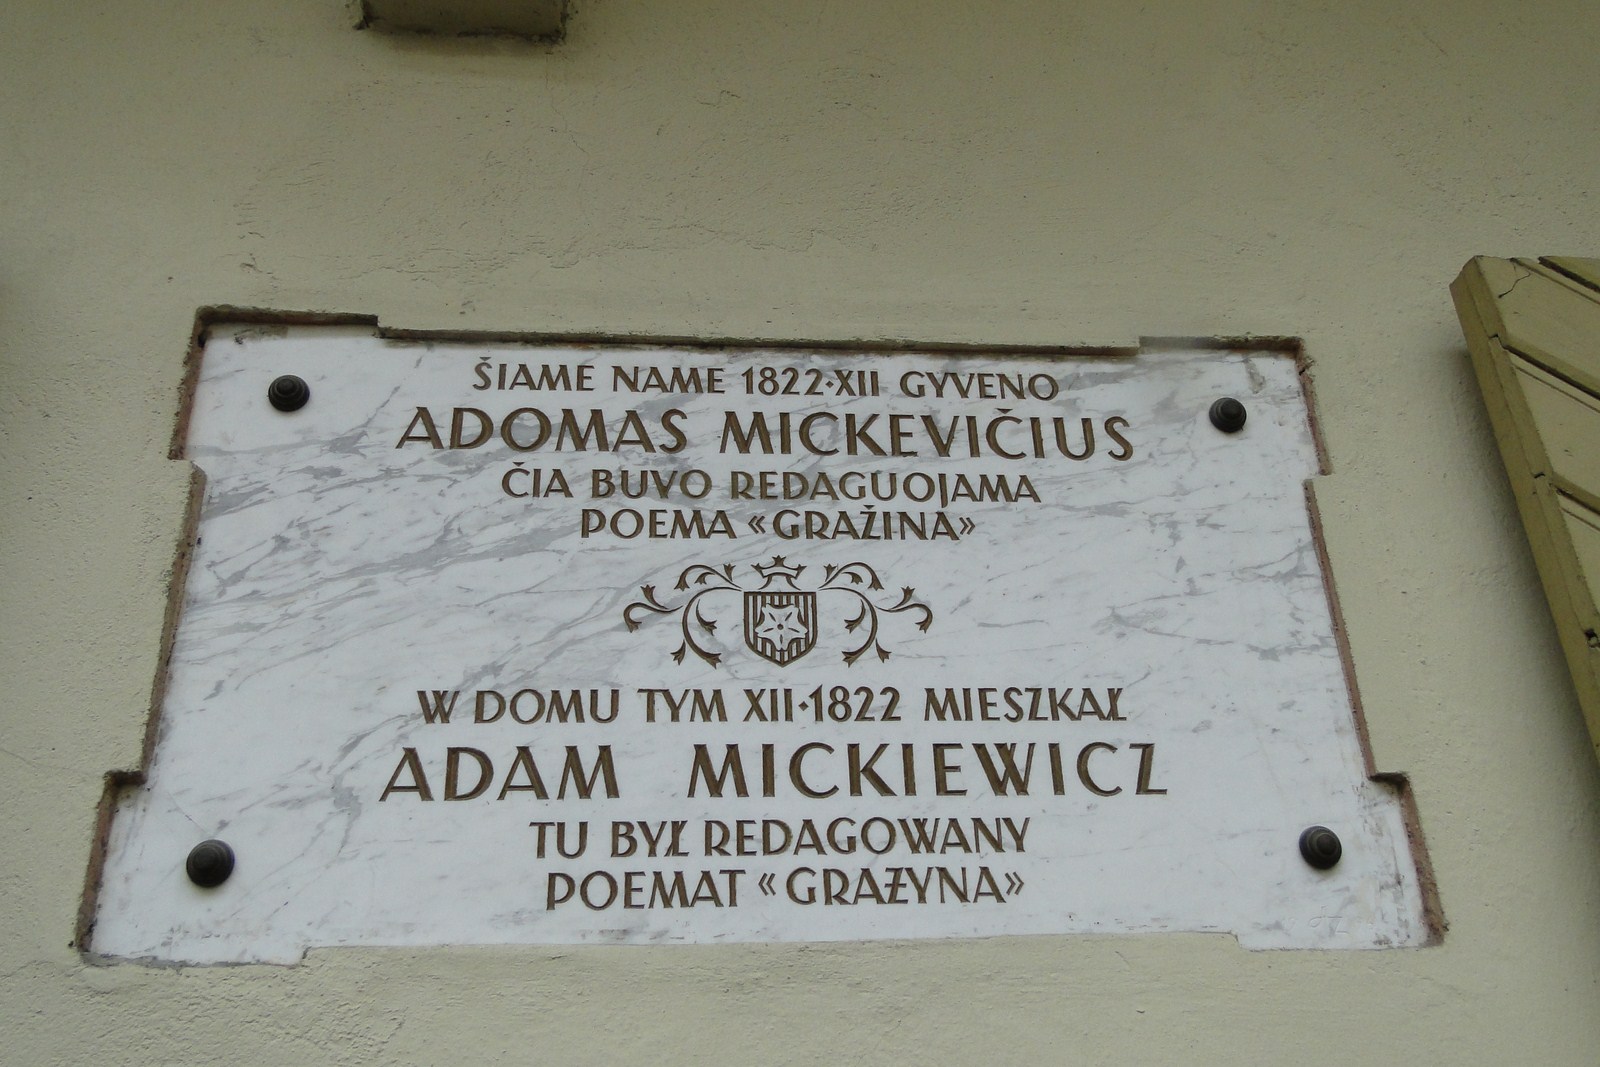 ŠIAME NAME 1822·XII GYVENO
ADOMAS MICKEVIČIUS
ČIA BUVO REDAGUOJAMA
POEMA «GRAŽINA»
W DOMU TYM XII·1822 MIESZKAŁ
ADAM MICKIEWICZ
TU BYŁ REDAGOWANY
POEMAT «GRAŻYNA»